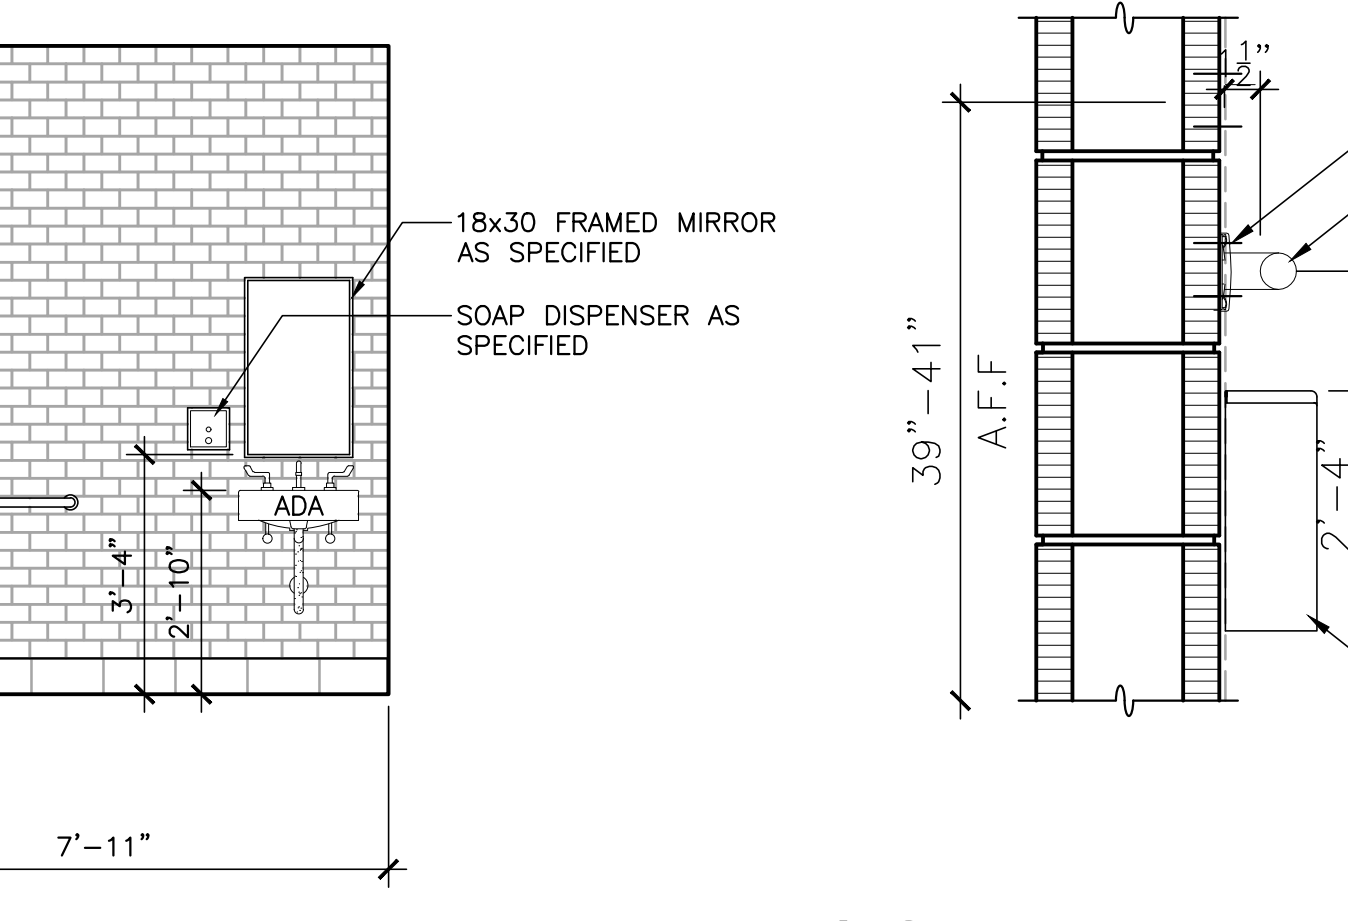 18x30 FRAMED MIRROR
AS SPECIFIED
SOAP DISPENSER AS
SPECIFIED
ADA
3'-4"
2'-10"
7'-11"
1 1/2"
39"-41"
A.F.F
2'-4"